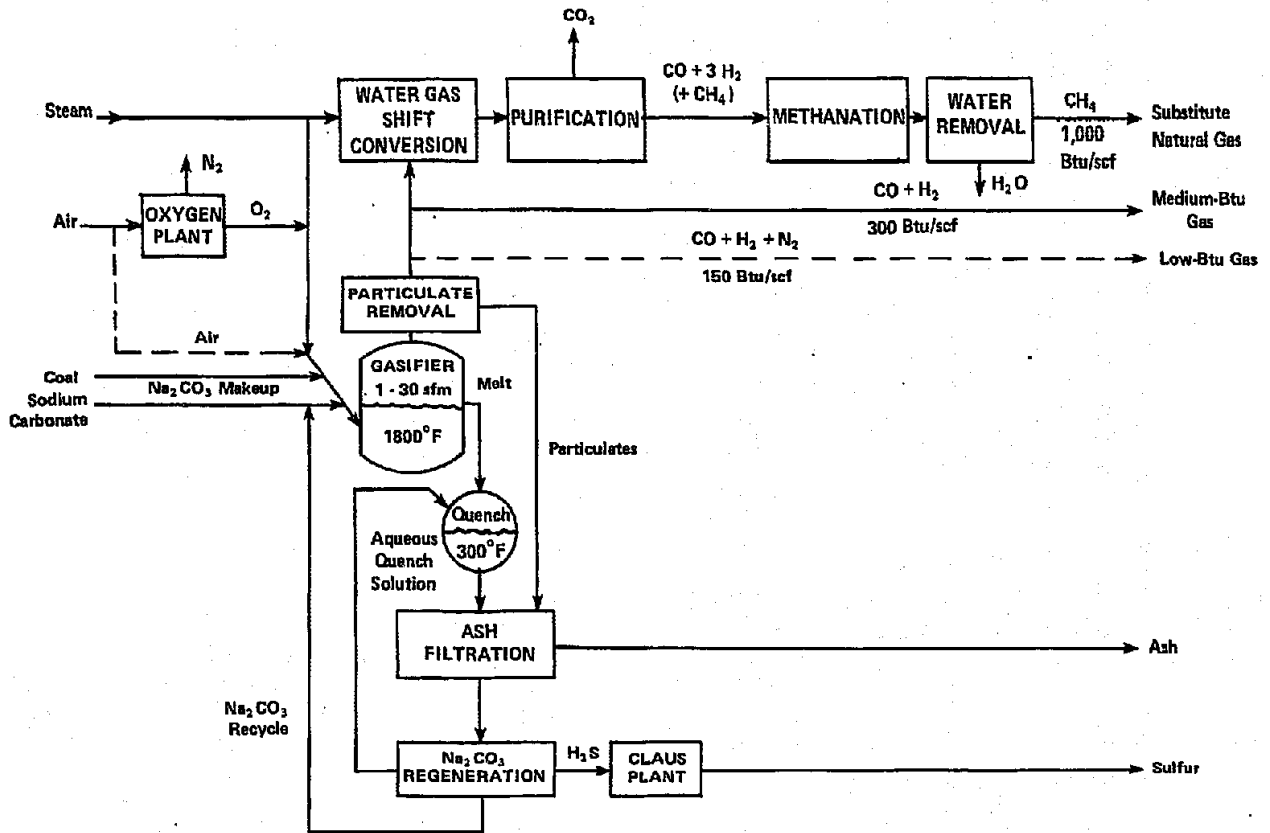 CO₂
Steam
WATER GAS
SHIFT
CONVERSION
PURIFICATION
CO + 3 H₂
(+ CH₄)
METHANATION
WATER
REMOVAL
CH₄
1,000
Btu/scf
Substitute
Natural Gas
H₂O
N₂
Air
OXYGEN
PLANT
O₂
CO + H₂
300 Btu/scf
Medium-Btu
Gas
CO + H₂ + N₂
150 Btu/scf
Low-Btu Gas
PARTICULATE
REMOVAL
Air
Coal
Na₂CO₃ Makeup
Sodium
Carbonate
GASIFIER
1 - 30 atm
1800°F
Melt
Particulates
Quench
300°F
Aqueous
Quench
Solution
ASH
FILTRATION
Ash
Na₂CO₃
Recycle
Na₂CO₃
REGENERATION
H₂S
CLAUS
PLANT
Sulfur